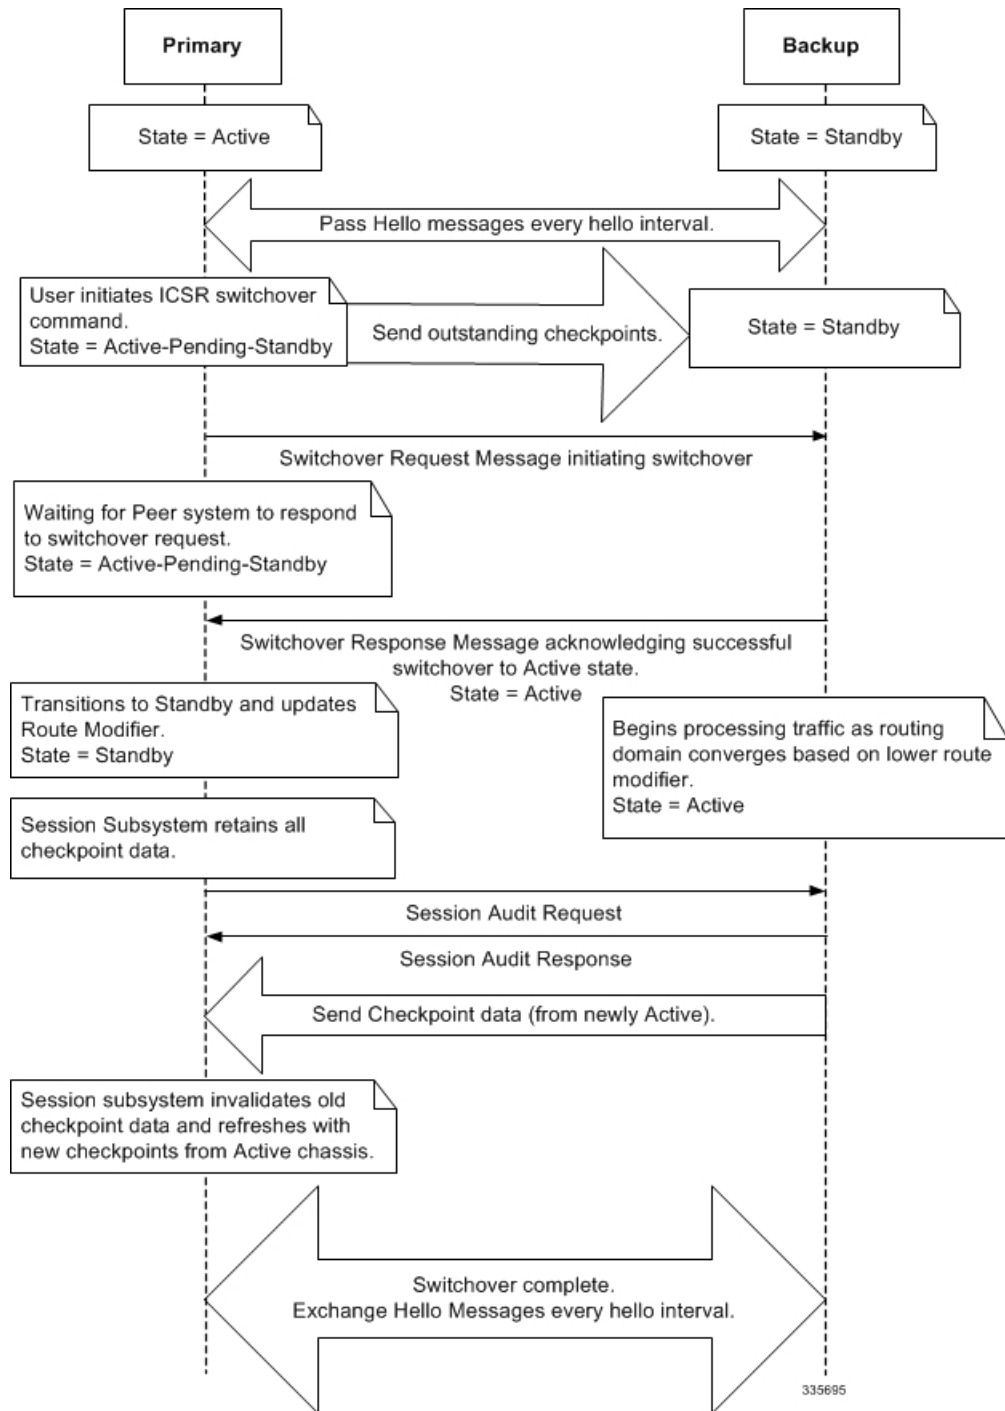 Primary
Backup
State = Active
State = Standby
Pass Hello messages every hello interval.
User initiates ICSR switchover
command.
State = Active-Pending-Standby
Send outstanding checkpoints.
State = Standby
Switchover Request Message initiating switchover
Waiting for Peer system to respond
to switchover request.
State = Active-Pending-Standby
Switchover Response Message acknowledging successful
switchover to Active state.
State = Active
Transitions to Standby and updates
Route Modifier.
State = Standby
Begins processing traffic as routing
domain converges based on lower route
modifier.
State = Active
Session Subsystem retains all
checkpoint data.
Session Audit Request
Session Audit Response
Send Checkpoint data (from newly Active).
Session subsystem invalidates old
checkpoint data and refreshes with
new checkpoints from Active chassis.
Switchover complete.
Exchange Hello Messages every hello interval.
335695